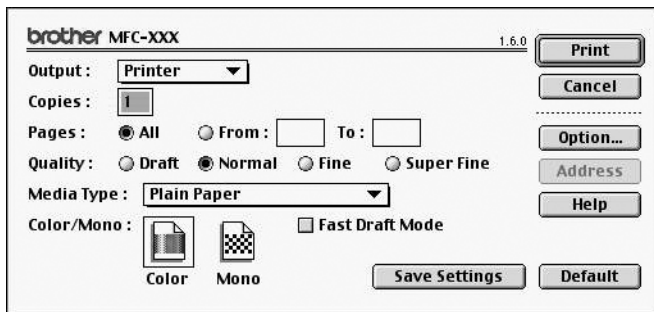 brother MFC-XXX 1.6.0
Print
Output : Printer
Cancel
Copies : 1
Pages : All From : To :
Option...
Quality : Draft Normal Fine Super Fine
Address
Media Type : Plain Paper
Help
Color/Mono : Fast Draft Mode
Color Mono
Save Settings Default